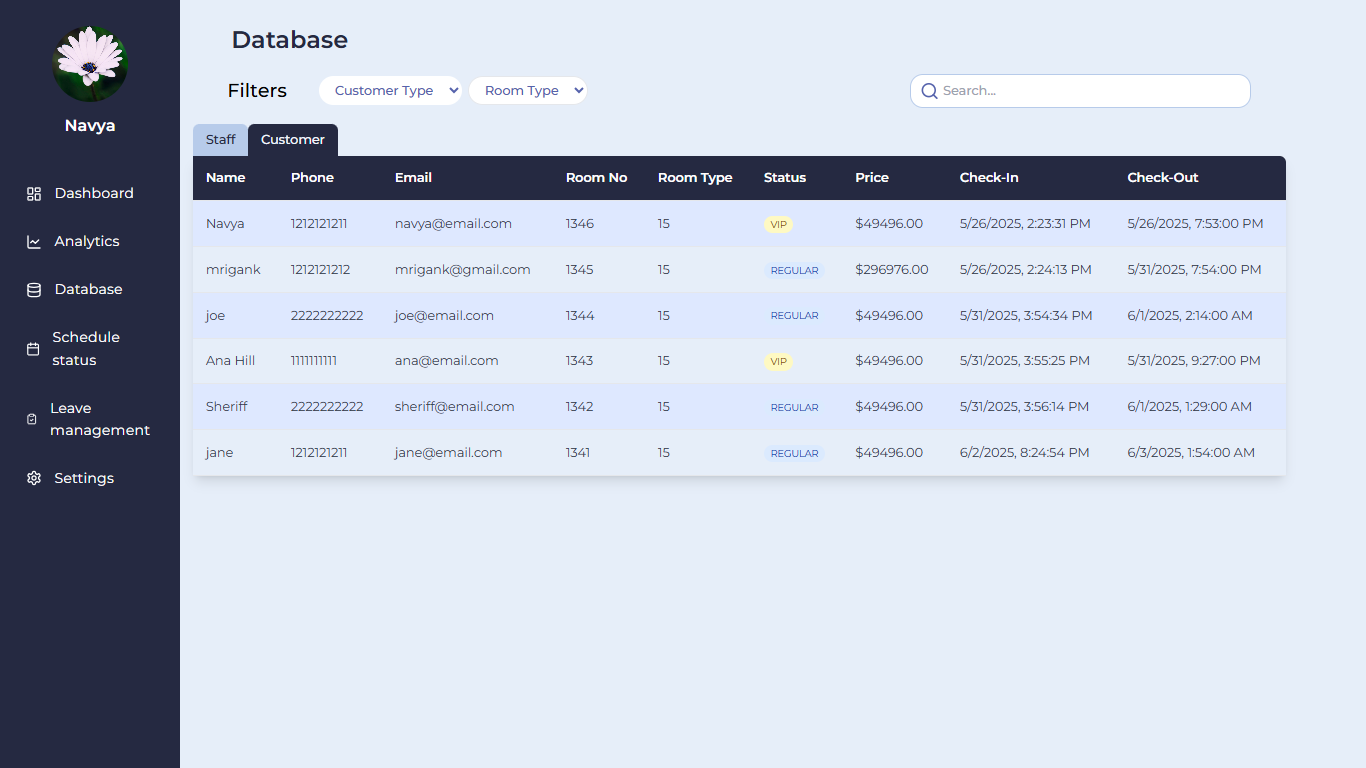 Navya
Dashboard
Analytics
Database
Schedule
status
Leave
management
Settings
Database
Filters Customer Type Room Type Search...
Staff Customer
Name Phone Email Room No Room Type Status Price Check-In Check-Out
Navya 1212121211 navya@email.com 1346 15 VIP $49496.00 5/26/2025, 2:23:31 PM 5/26/2025, 7:53:00 PM
mrigank 1212121212 mrigank@gmail.com 1345 15 REGULAR $296976.00 5/26/2025, 2:24:13 PM 5/31/2025, 7:54:00 PM
joe 2222222222 joe@email.com 1344 15 REGULAR $49496.00 5/31/2025, 3:54:34 PM 6/1/2025, 2:14:00 AM
Ana Hill 1111111111 ana@email.com 1343 15 VIP $49496.00 5/31/2025, 3:55:25 PM 5/31/2025, 9:27:00 PM
Sheriff 2222222222 sheriff@email.com 1342 15 REGULAR $49496.00 5/31/2025, 3:56:14 PM 6/1/2025, 1:29:00 AM
jane 1212121211 jane@email.com 1341 15 REGULAR $49496.00 6/2/2025, 8:24:54 PM 6/3/2025, 1:54:00 AM